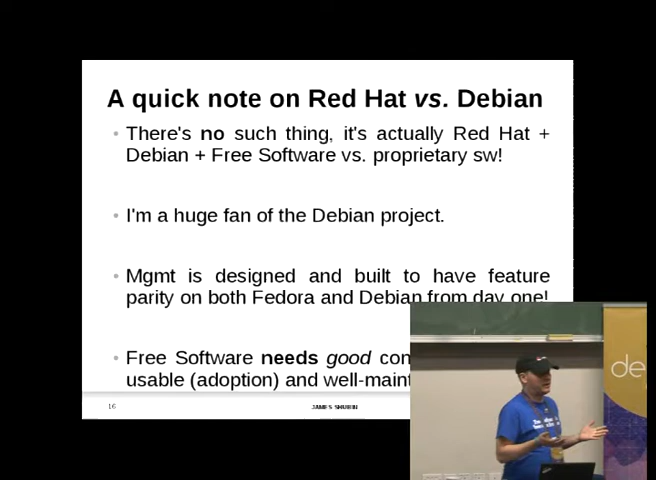 A quick note on Red Hat vs. Debian
There's no such thing, it's actually Red Hat +
Debian + Free Software vs. proprietary sw!
I'm a huge fan of the Debian project.
Mgmt is designed and built to have feature
parity on both Fedora and Debian from day one!
Free Software needs good con
usable (adoption) and well-maint
16
JAMES SHUBIN
de